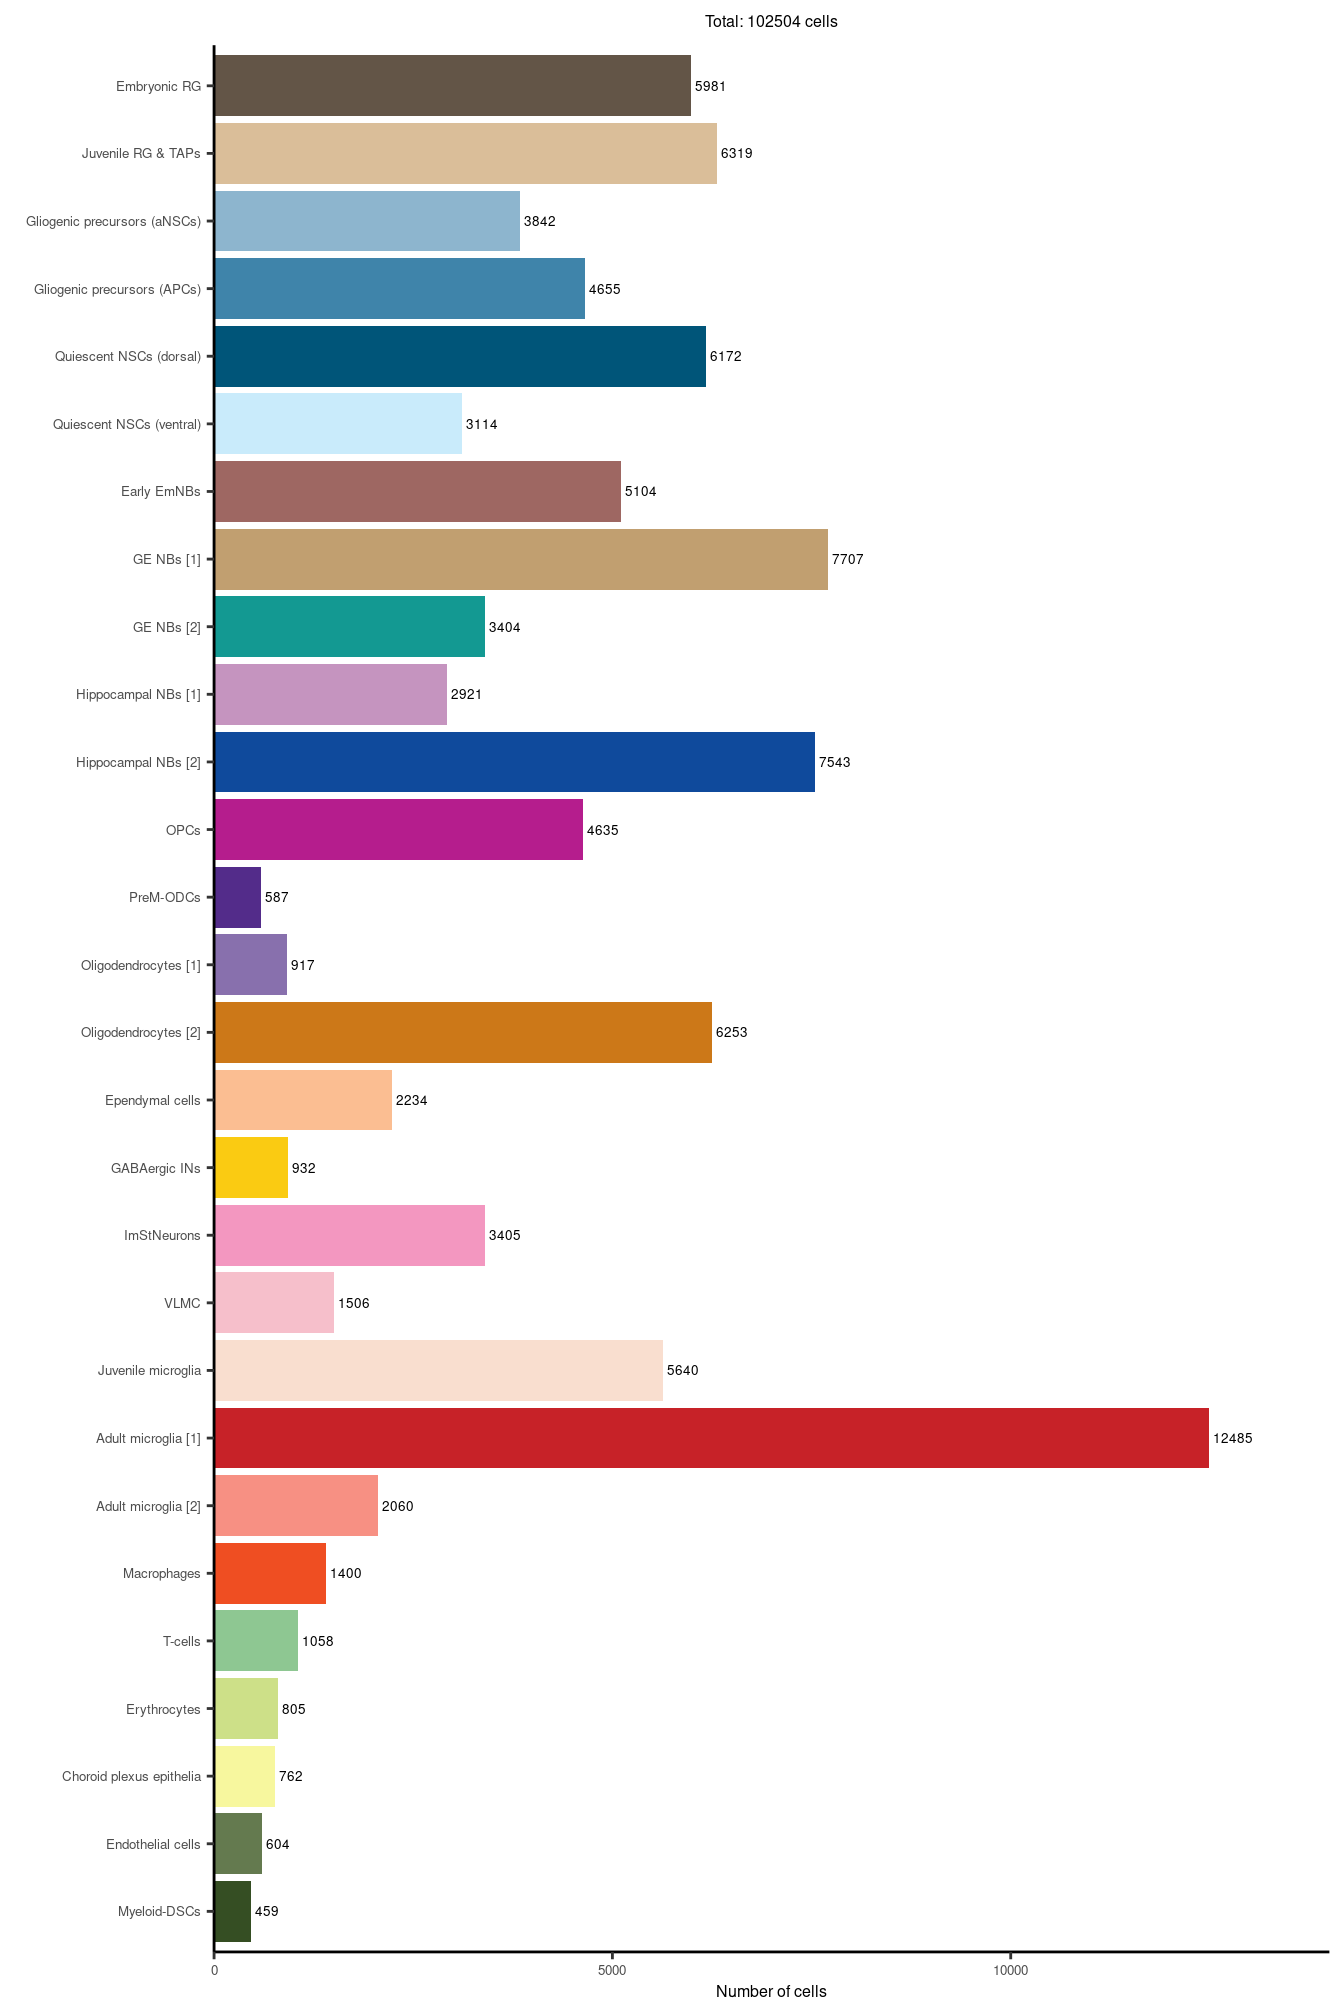 Total: 102504 cells
Embryonic RG 5981
Juvenile RG & TAPs 6319
Gliogenic precursors (aNSCs) 3842
Gliogenic precursors (APCs) 4655
Quiescent NSCs (dorsal) 6172
Quiescent NSCs (ventral) 3114
Early EmNBs 5104
GE NBs [1] 7707
GE NBs [2] 3404
Hippocampal NBs [1] 2921
Hippocampal NBs [2] 7543
OPCs 4635
PreM-ODCs 587
Oligodendrocytes [1] 917
Oligodendrocytes [2] 6253
Ependymal cells 2234
GABAergic INs 932
ImStNeurons 3405
VLMC 1506
Juvenile microglia 5640
Adult microglia [1] 12485
Adult microglia [2] 2060
Macrophages 1400
T-cells 1058
Erythrocytes 805
Choroid plexus epithelia 762
Endothelial cells 604
Myeloid-DSCs 459
0 5000 10000
Number of cells